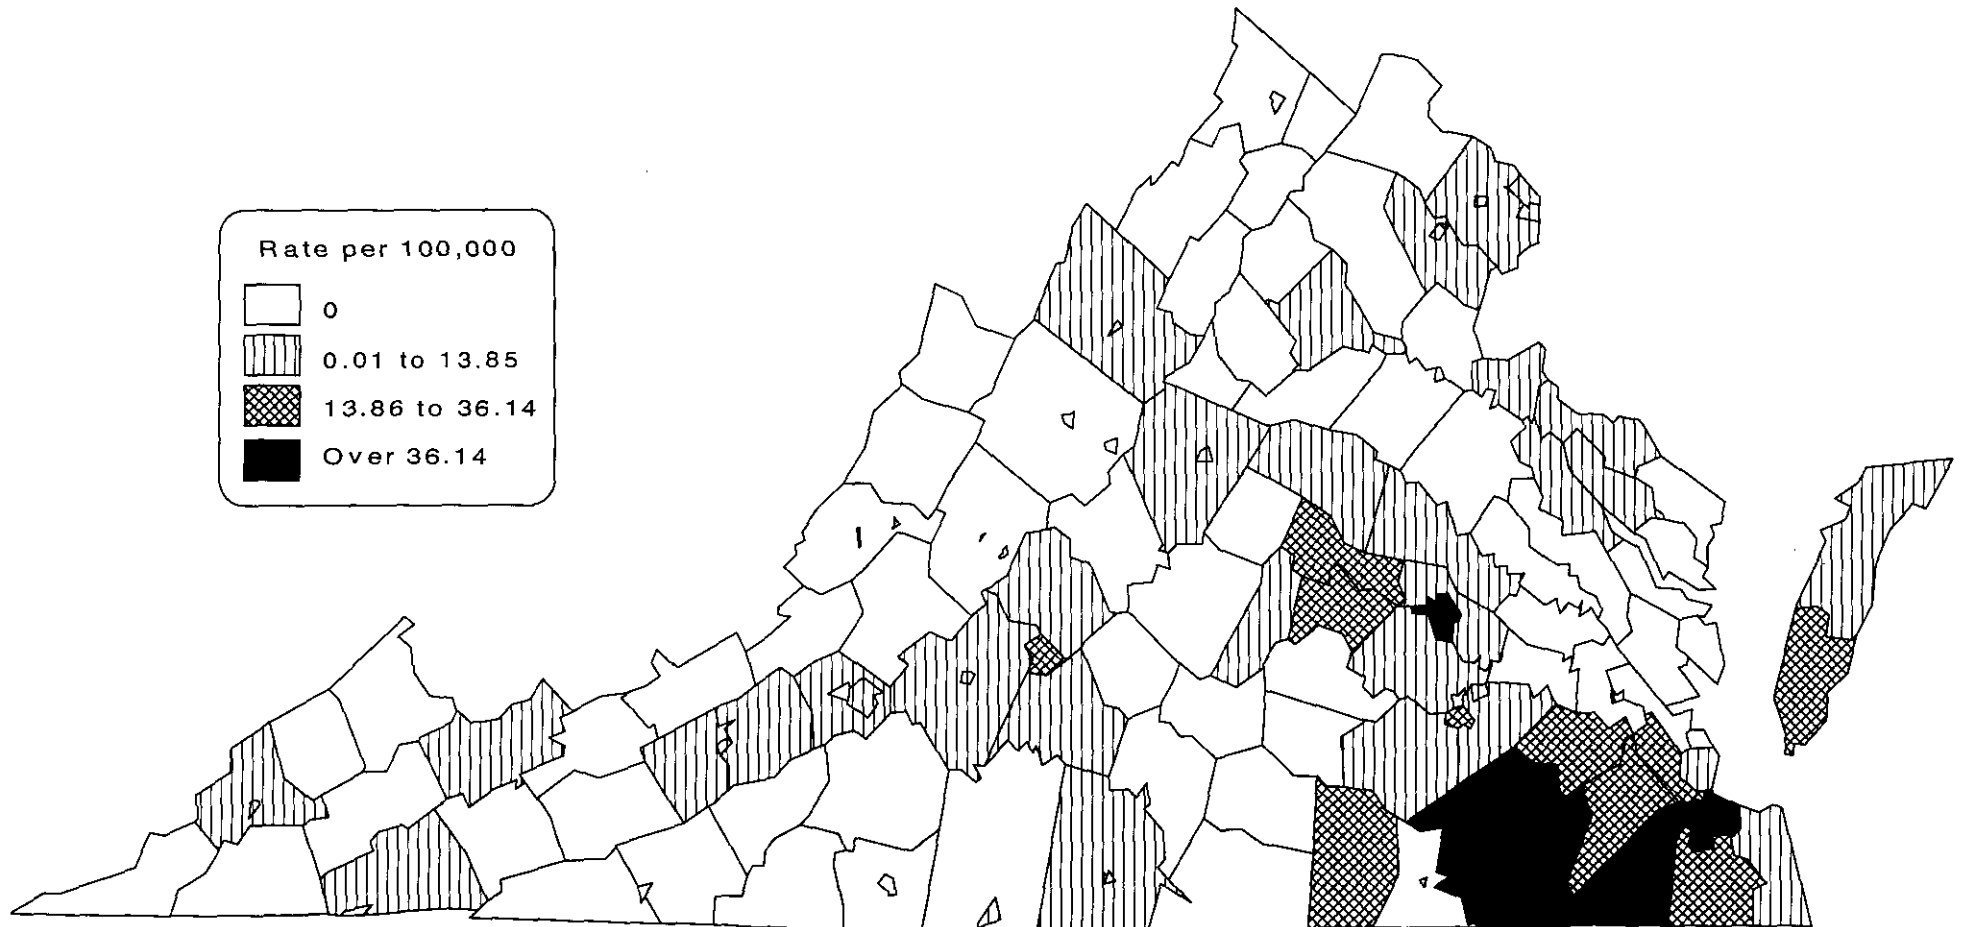 Rate per 100,000
0
0.01 to 13.85
13.86 to 36.14
Over 36.14